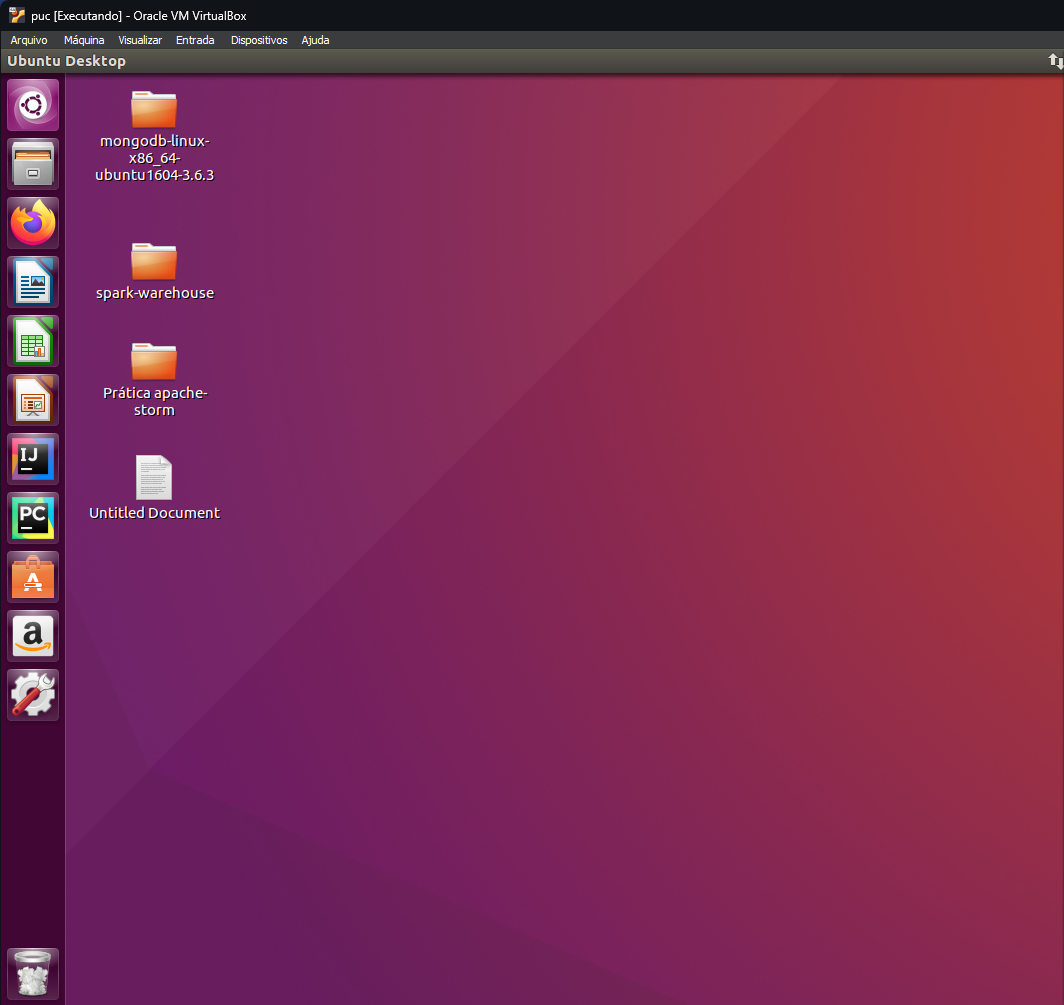 puc [Executando] - Oracle VM VirtualBox
Arquivo Máquina Visualizar Entrada Dispositivos Ajuda
Ubuntu Desktop
mongodb-linux-
x86_64-
ubuntu1604-3.6.3
spark-warehouse
Prática apache-
storm
IJ
Untitled Document
PC
A
a